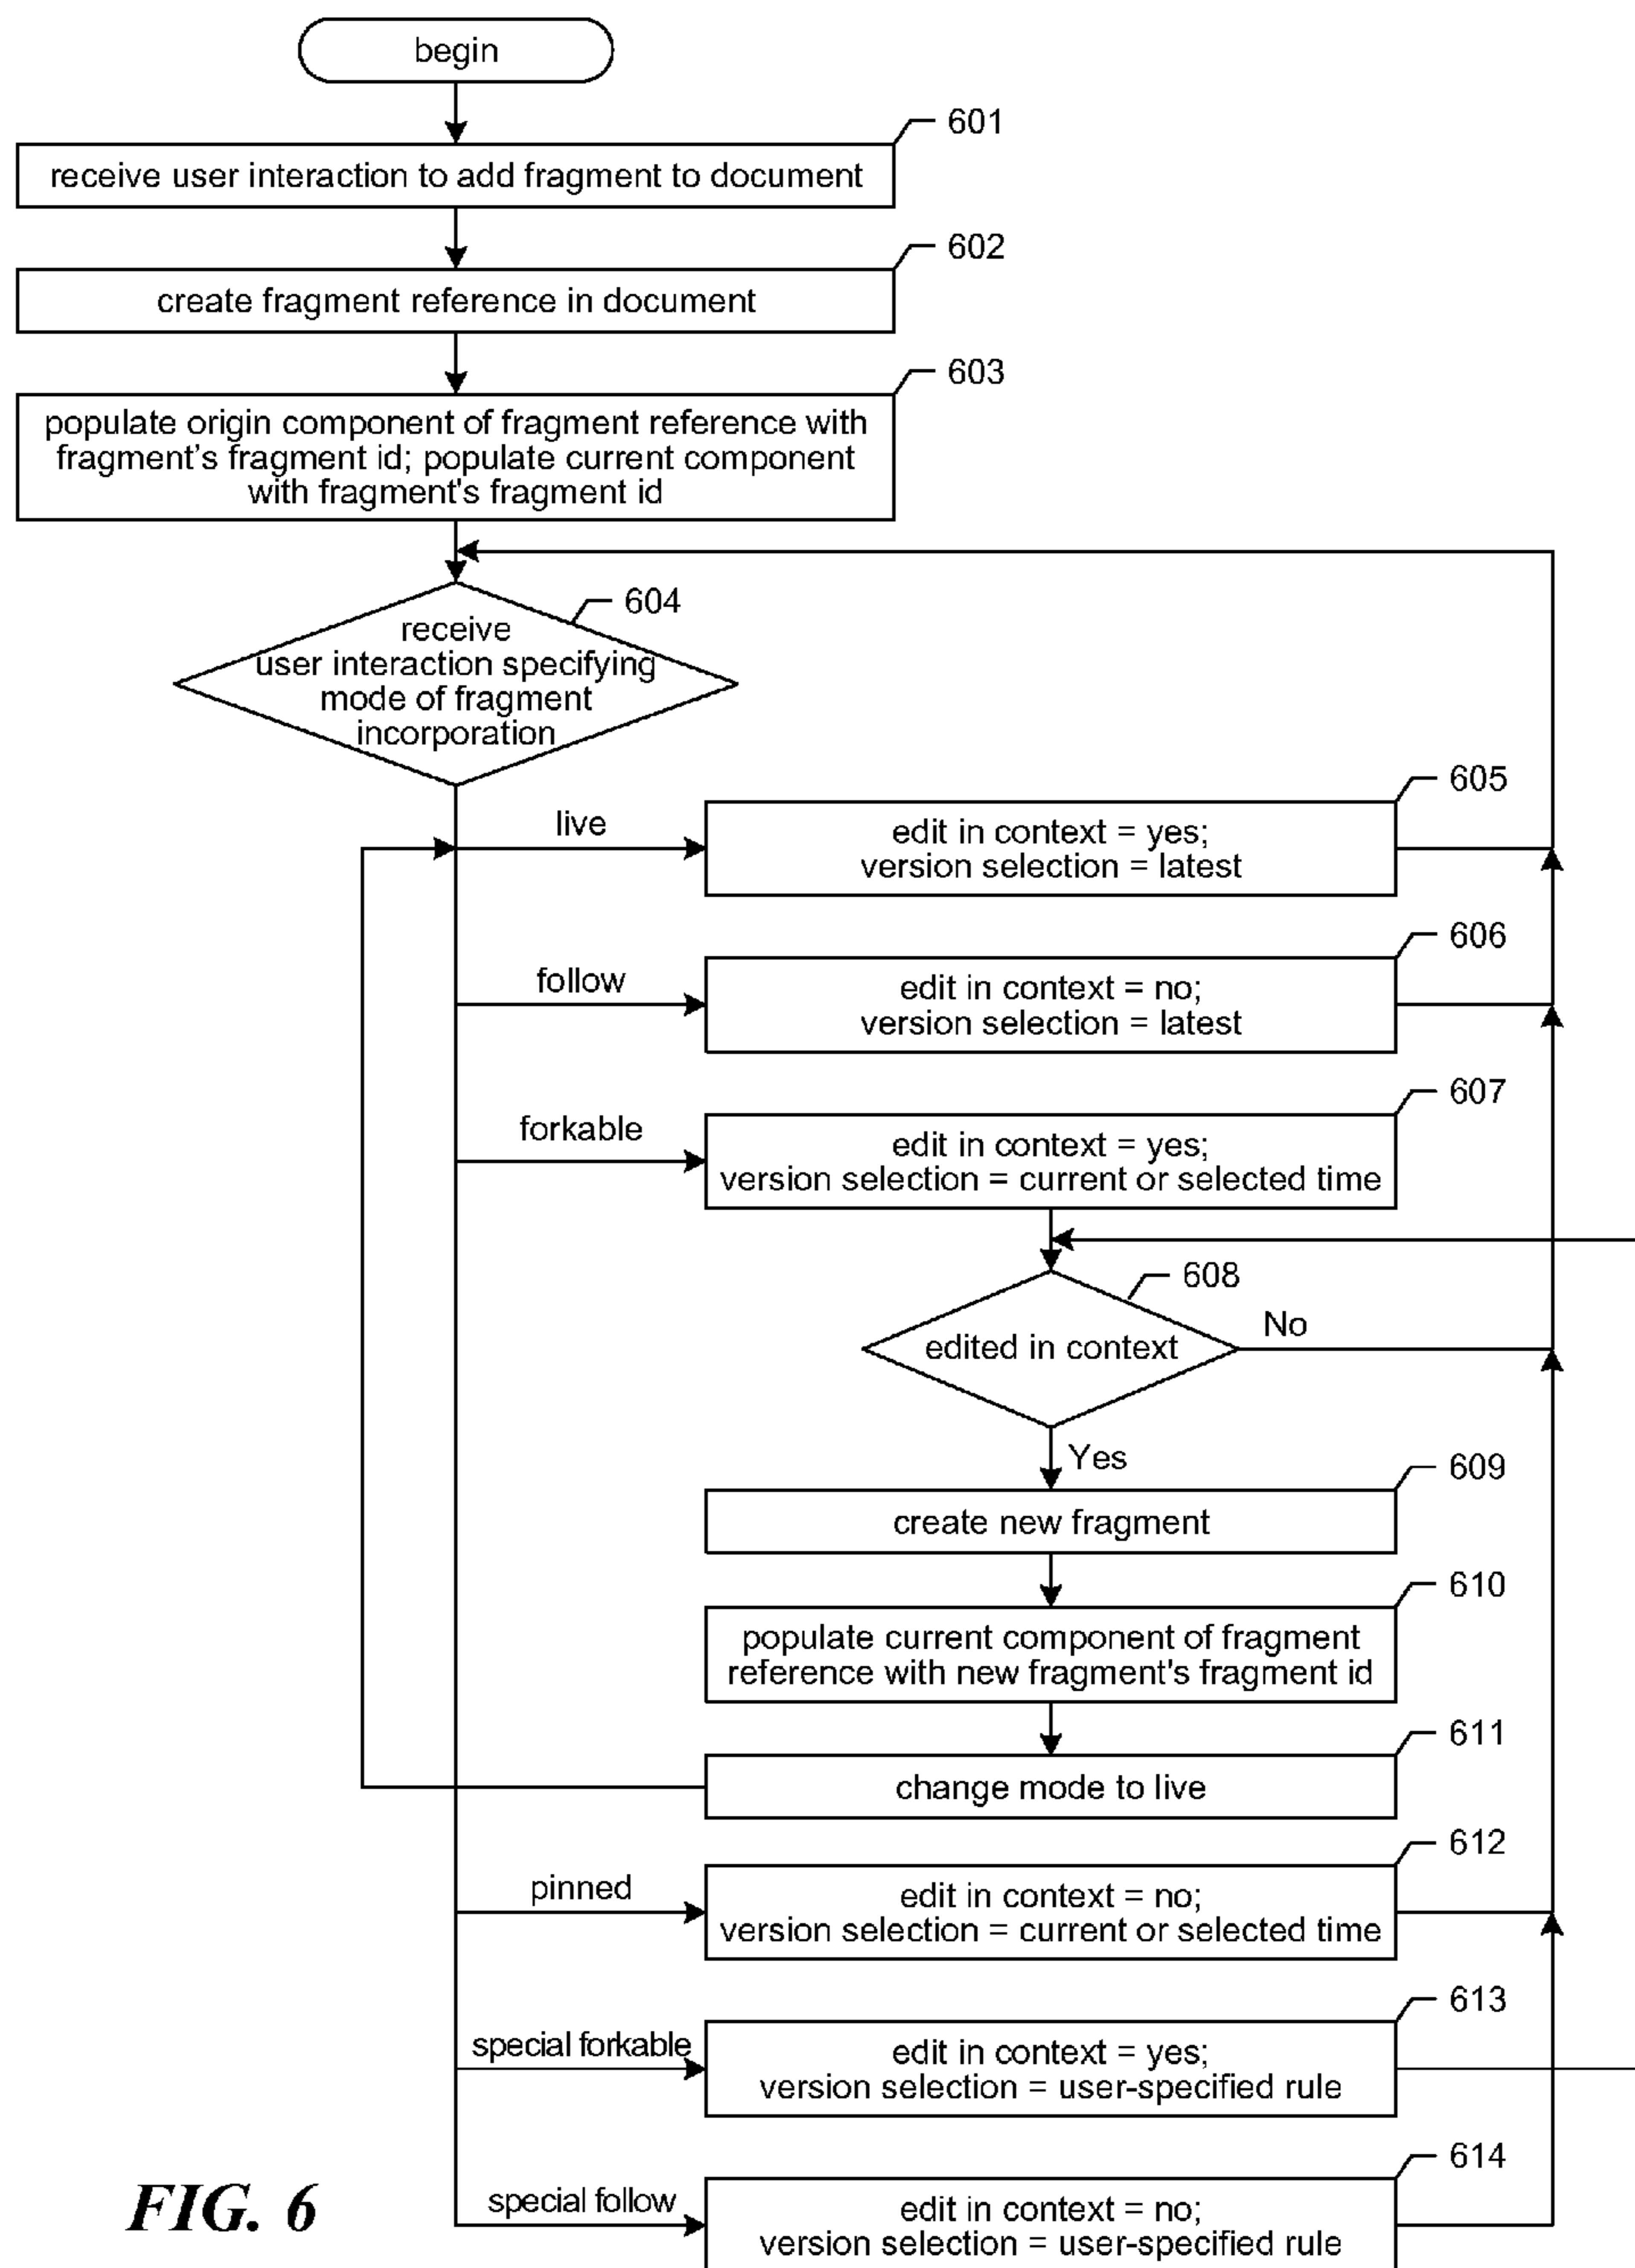 begin
601
receive user interaction to add fragment to document
602
create fragment reference in document
603
populate origin component of fragment reference with
fragment's fragment id; populate current component
with fragment's fragment id
604
receive
user interaction specifying
mode of fragment
incorporation
605
live
edit in context = yes;
version selection = latest
606
follow
edit in context = no;
version selection = latest
607
forkable
edit in context = yes;
version selection = current or selected time
608
edited in context
No
Yes
609
create new fragment
610
populate current component of fragment
reference with new fragment's fragment id
611
change mode to live
612
pinned
edit in context = no;
version selection = current or selected time
613
special forkable
edit in context = yes;
version selection = user-specified rule
614
special follow
edit in context = no;
version selection = user-specified rule
FIG. 6